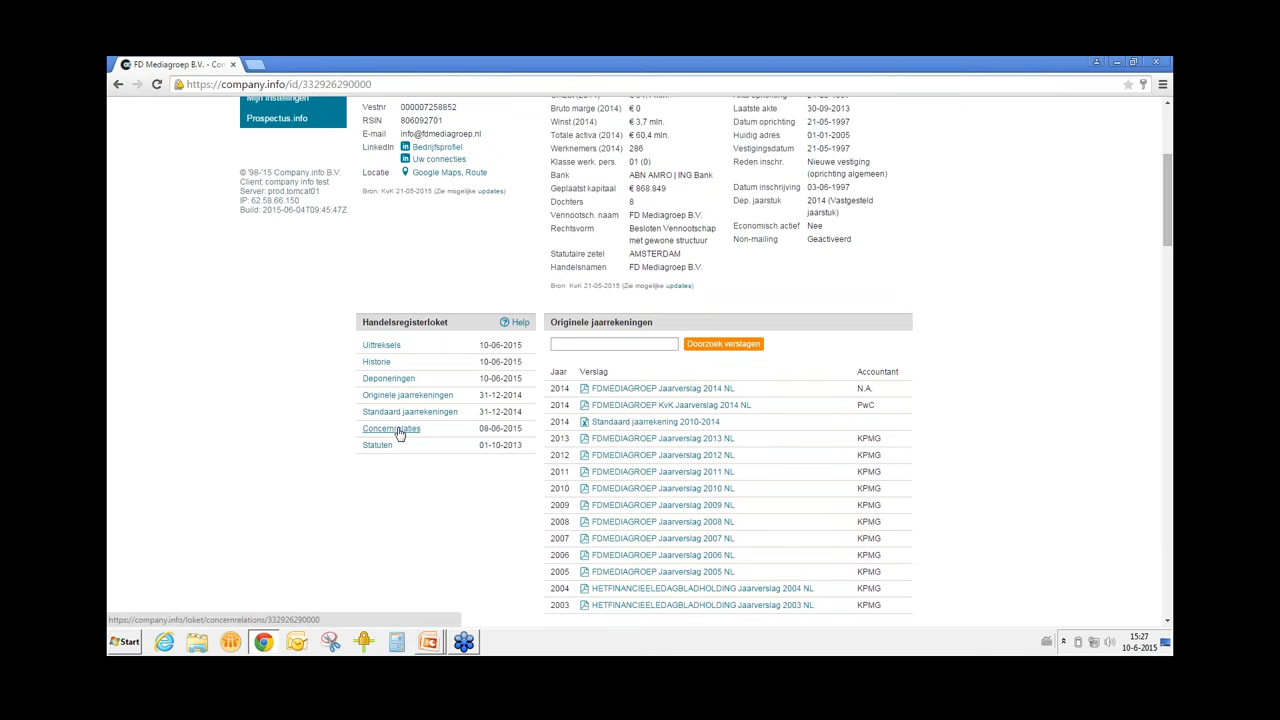 FD Mediagroep B.V. - Con
https://company.info/id/332926290000
Mijn instellingen
Prospectus.info
© '98-'15 Company.info B.V.
Client: company info test
Server: prod.tomcat01
IP: 62.58.66.150
Build: 2015-06-04T09:45:47Z
Vestnr 000007258852
RSIN 806092701
E-mail info@fdmediagroep.nl
LinkedIn Bedrijfsprofiel
Uw connecties
Locatie Google Maps, Route
Bron: KvK 21-05-2015 (Zie mogelijke updates)
Bruto marge (2014) € 0
Winst (2014) € 3,7 mln.
Totale activa (2014) € 60,4 mln.
Werknemers (2014) 286
Klasse werk. pers. 01 (0)
Bank ABN AMRO | ING Bank
Geplaatst kapitaal € 868.849
Dochters 8
Vennootsch. naam FD Mediagroep B.V.
Rechtsvorm Besloten Vennootschap
met gewone structuur
Statutaire zetel AMSTERDAM
Handelsnamen FD Mediagroep B.V.
Bron: KvK 21-05-2015 (Zie mogelijke updates)
Laatste akte 30-09-2013
Datum oprichting 21-05-1997
Huidig adres 01-01-2005
Vestigingsdatum 21-05-1997
Reden inschr. Nieuwe vestiging
(oprichting algemeen)
Datum inschrijving 03-06-1997
Dep. jaarstuk 2014 (Vastgesteld
jaarstuk)
Economisch actief Nee
Non-mailing Geactiveerd
Handelsregisterloket Help
Uittreksels 10-06-2015
Historie 10-06-2015
Deponeringen 10-06-2015
Originele jaarrekeningen 31-12-2014
Standaard jaarrekeningen 31-12-2014
Concernrelaties 08-06-2015
Statuten 01-10-2013
Originele jaarrekeningen
Doorzoek verslagen
Jaar Verslag Accountant
2014 FDMEDIAGROEP Jaarverslag 2014 NL N.A.
2014 FDMEDIAGROEP KvK Jaarverslag 2014 NL PwC
2014 Standaard jaarrekening 2010-2014
2013 FDMEDIAGROEP Jaarverslag 2013 NL KPMG
2012 FDMEDIAGROEP Jaarverslag 2012 NL KPMG
2011 FDMEDIAGROEP Jaarverslag 2011 NL KPMG
2010 FDMEDIAGROEP Jaarverslag 2010 NL KPMG
2009 FDMEDIAGROEP Jaarverslag 2009 NL KPMG
2008 FDMEDIAGROEP Jaarverslag 2008 NL KPMG
2007 FDMEDIAGROEP Jaarverslag 2007 NL KPMG
2006 FDMEDIAGROEP Jaarverslag 2006 NL KPMG
2005 FDMEDIAGROEP Jaarverslag 2005 NL KPMG
2004 HETFINANCIEELEDAGBLADHOLDING Jaarverslag 2004 NL KPMG
2003 HETFINANCIEELEDAGBLADHOLDING Jaarverslag 2003 NL KPMG
https://company.info/loket/concernrelations/332926290000
Start
15:27
10-6-2015